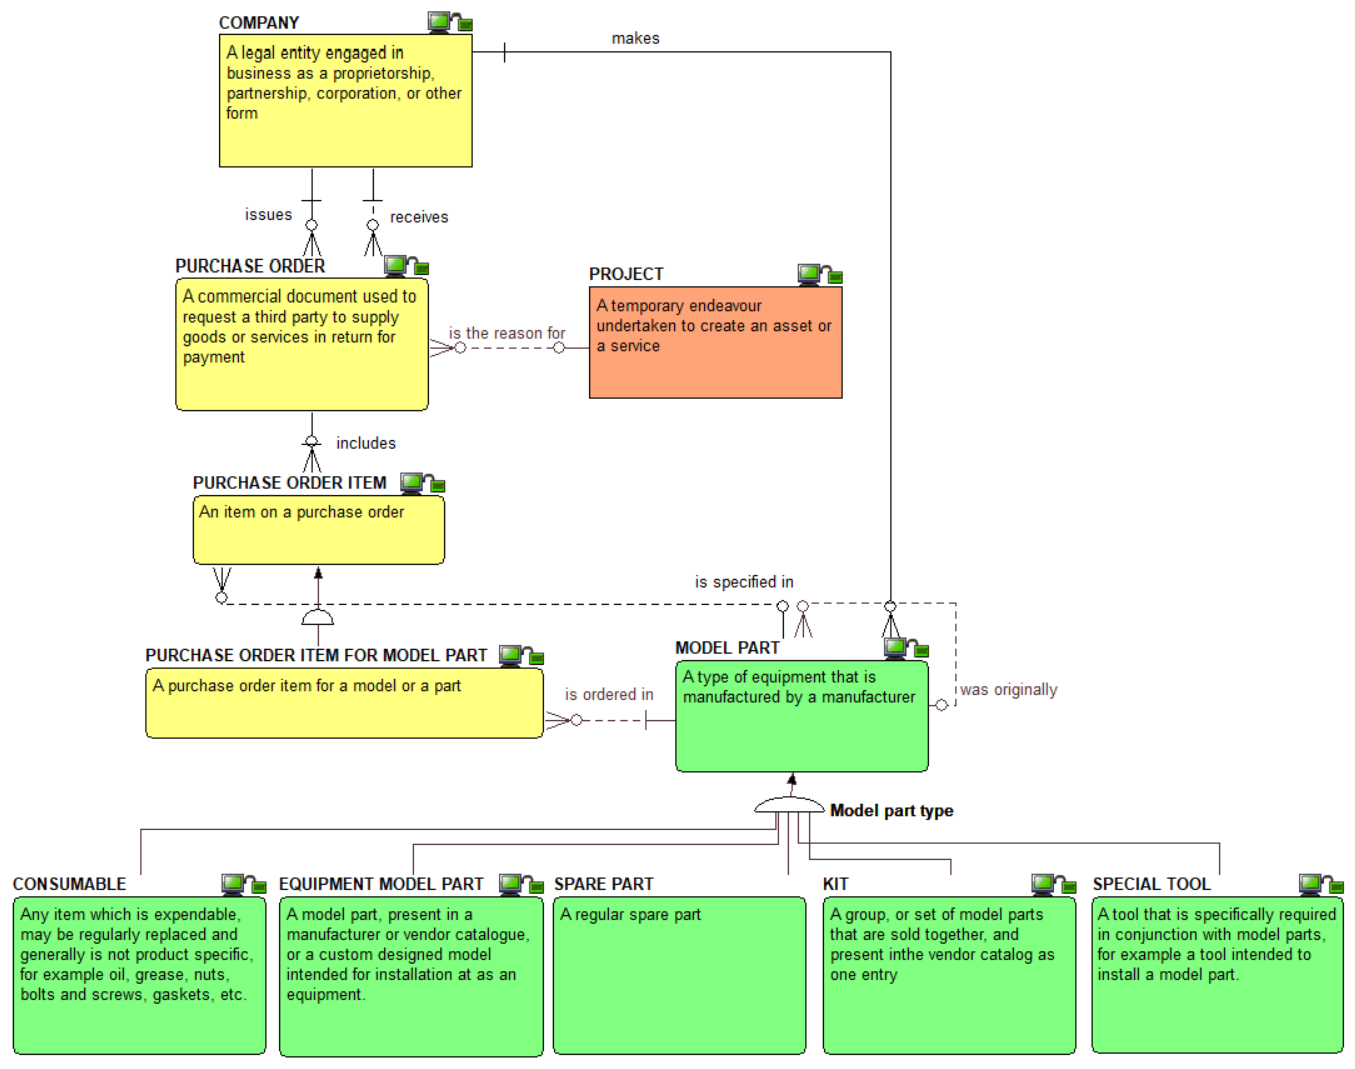 COMPANY
A legal entity engaged in
business as a proprietorship,
partnership, corporation, or other
form
makes
issues
receives
PURCHASE ORDER
A commercial document used to
request a third party to supply
goods or services in return for
payment
is the reason for
PROJECT
A temporary endeavour
undertaken to create an asset or
a service
includes
PURCHASE ORDER ITEM
An item on a purchase order
is specified in
PURCHASE ORDER ITEM FOR MODEL PART
A purchase order item for a model or a part
is ordered in
MODEL PART
A type of equipment that is
manufactured by a manufacturer
was originally
Model part type
CONSUMABLE
Any item which is expendable,
may be regularly replaced and
generally is not product specific,
for example oil, grease, nuts,
bolts and screws, gaskets, etc.
EQUIPMENT MODEL PART
A model part, present in a
manufacturer or vendor catalogue,
or a custom designed model
intended for installation at as an
equipment.
SPARE PART
A regular spare part
KIT
A group, or set of model parts
that are sold together, and
present inthe vendor catalog as
one entry
SPECIAL TOOL
A tool that is specifically required
in conjunction with model parts,
for example a tool intended to
install a model part.